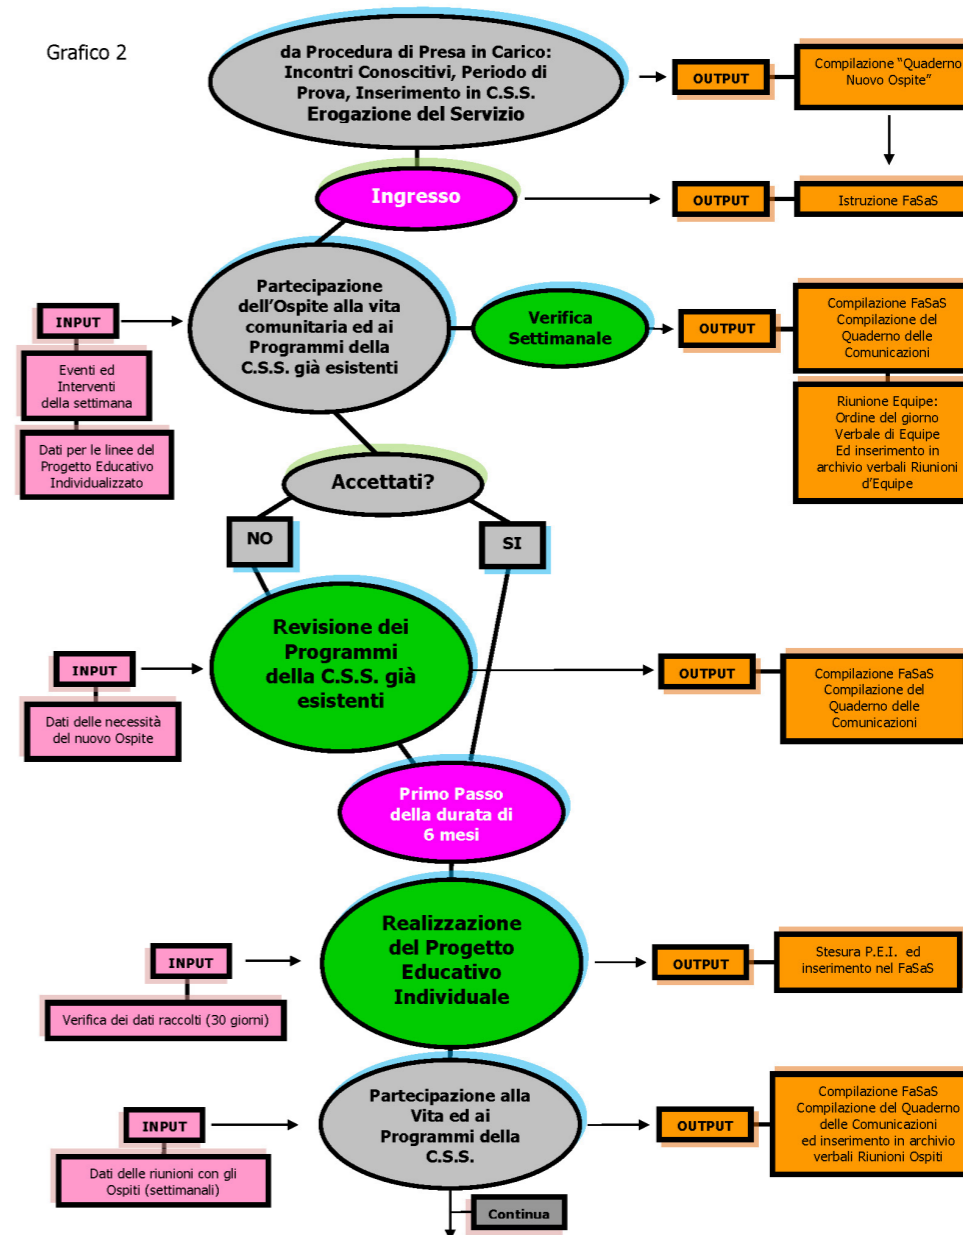 Grafico 2
da Procedura di Presa in Carico:
Incontri Conoscitivi, Periodo di
Prova, Inserimento in C.S.S.
Erogazione del Servizio
OUTPUT
Compilazione “Quaderno
Nuovo Ospite”
Ingresso
OUTPUT
Istruzione FaSaS
Partecipazione
dell’Ospite alla vita
comunitaria ed ai
Programmi della
C.S.S. già esistenti
INPUT
Eventi ed
Interventi
della settimana
Dati per le linee del
Progetto Educativo
Individualizzato
Verifica
Settimanale
OUTPUT
Compilazione FaSaS
Compilazione del
Quaderno delle
Comunicazioni
Riunione Equipe:
Ordine del giorno
Verbale di Equipe
Ed inserimento in
archivio verbali Riunioni
d’Equipe
Accettati?
NO
SI
Revisione dei
Programmi
della C.S.S. già
esistenti
INPUT
Dati delle necessità
del nuovo Ospite
OUTPUT
Compilazione FaSaS
Compilazione del
Quaderno delle
Comunicazioni
Primo Passo
della durata di
6 mesi
Realizzazione
del Progetto
Educativo
Individuale
INPUT
Verifica dei dati raccolti (30 giorni)
OUTPUT
Stesura P.E.I. ed
inserimento nel FaSaS
Partecipazione alla
Vita ed ai
Programmi della
C.S.S.
INPUT
Dati delle riunioni con gli
Ospiti (settimanali)
OUTPUT
Compilazione FaSaS
Compilazione del Quaderno
delle Comunicazioni
ed inserimento in archivio
verbali Riunioni Ospiti
Continua